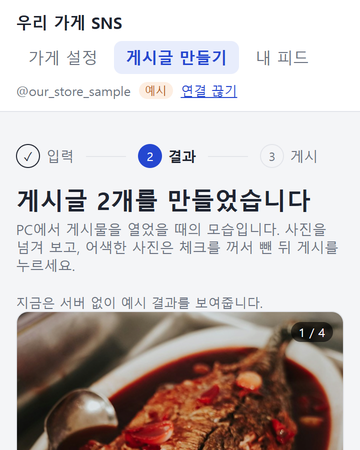 우리 가게 SNS
가게 설정 게시글 만들기 내 피드
@our_store_sample 예시 연결 끊기
✓ 입력 2 결과 3 게시
게시글 2개를 만들었습니다
PC에서 게시물을 열었을 때의 모습입니다. 사진을
넘겨 보고, 어색한 사진은 체크를 꺼서 뺀 뒤 게시를
누르세요.
지금은 서버 없이 예시 결과를 보여줍니다.
1 / 4